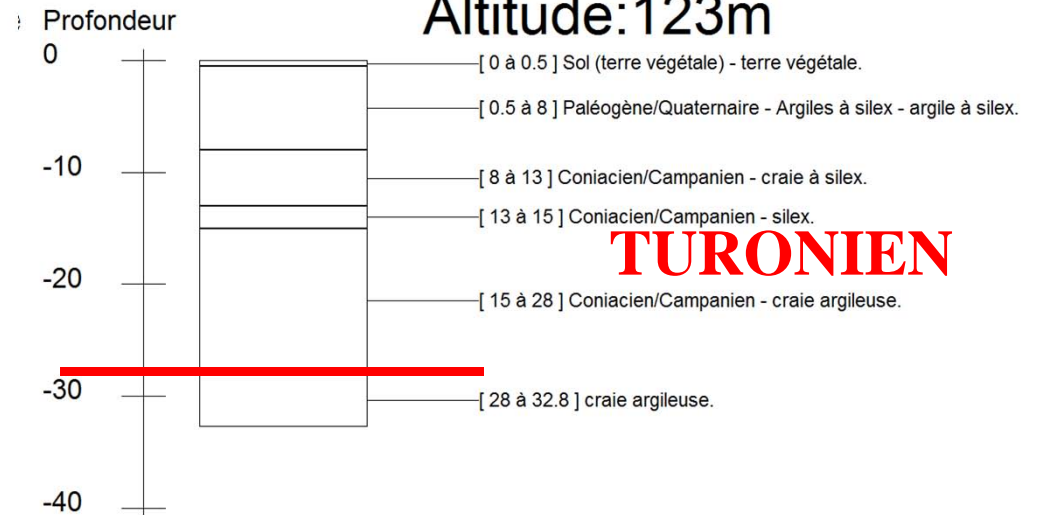 Profondeur
Altitude:123m
0
[ 0 à 0.5 ] Sol (terre végétale) - terre végétale.
[ 0.5 à 8 ] Paléogène/Quaternaire - Argiles à silex - argile à silex.
-10
[ 8 à 13 ] Coniacien/Campanien - craie à silex.
[ 13 à 15 ] Coniacien/Campanien - silex.
TURONIEN
-20
[ 15 à 28 ] Coniacien/Campanien - craie argileuse.
-30
[ 28 à 32.8 ] craie argileuse.
-40